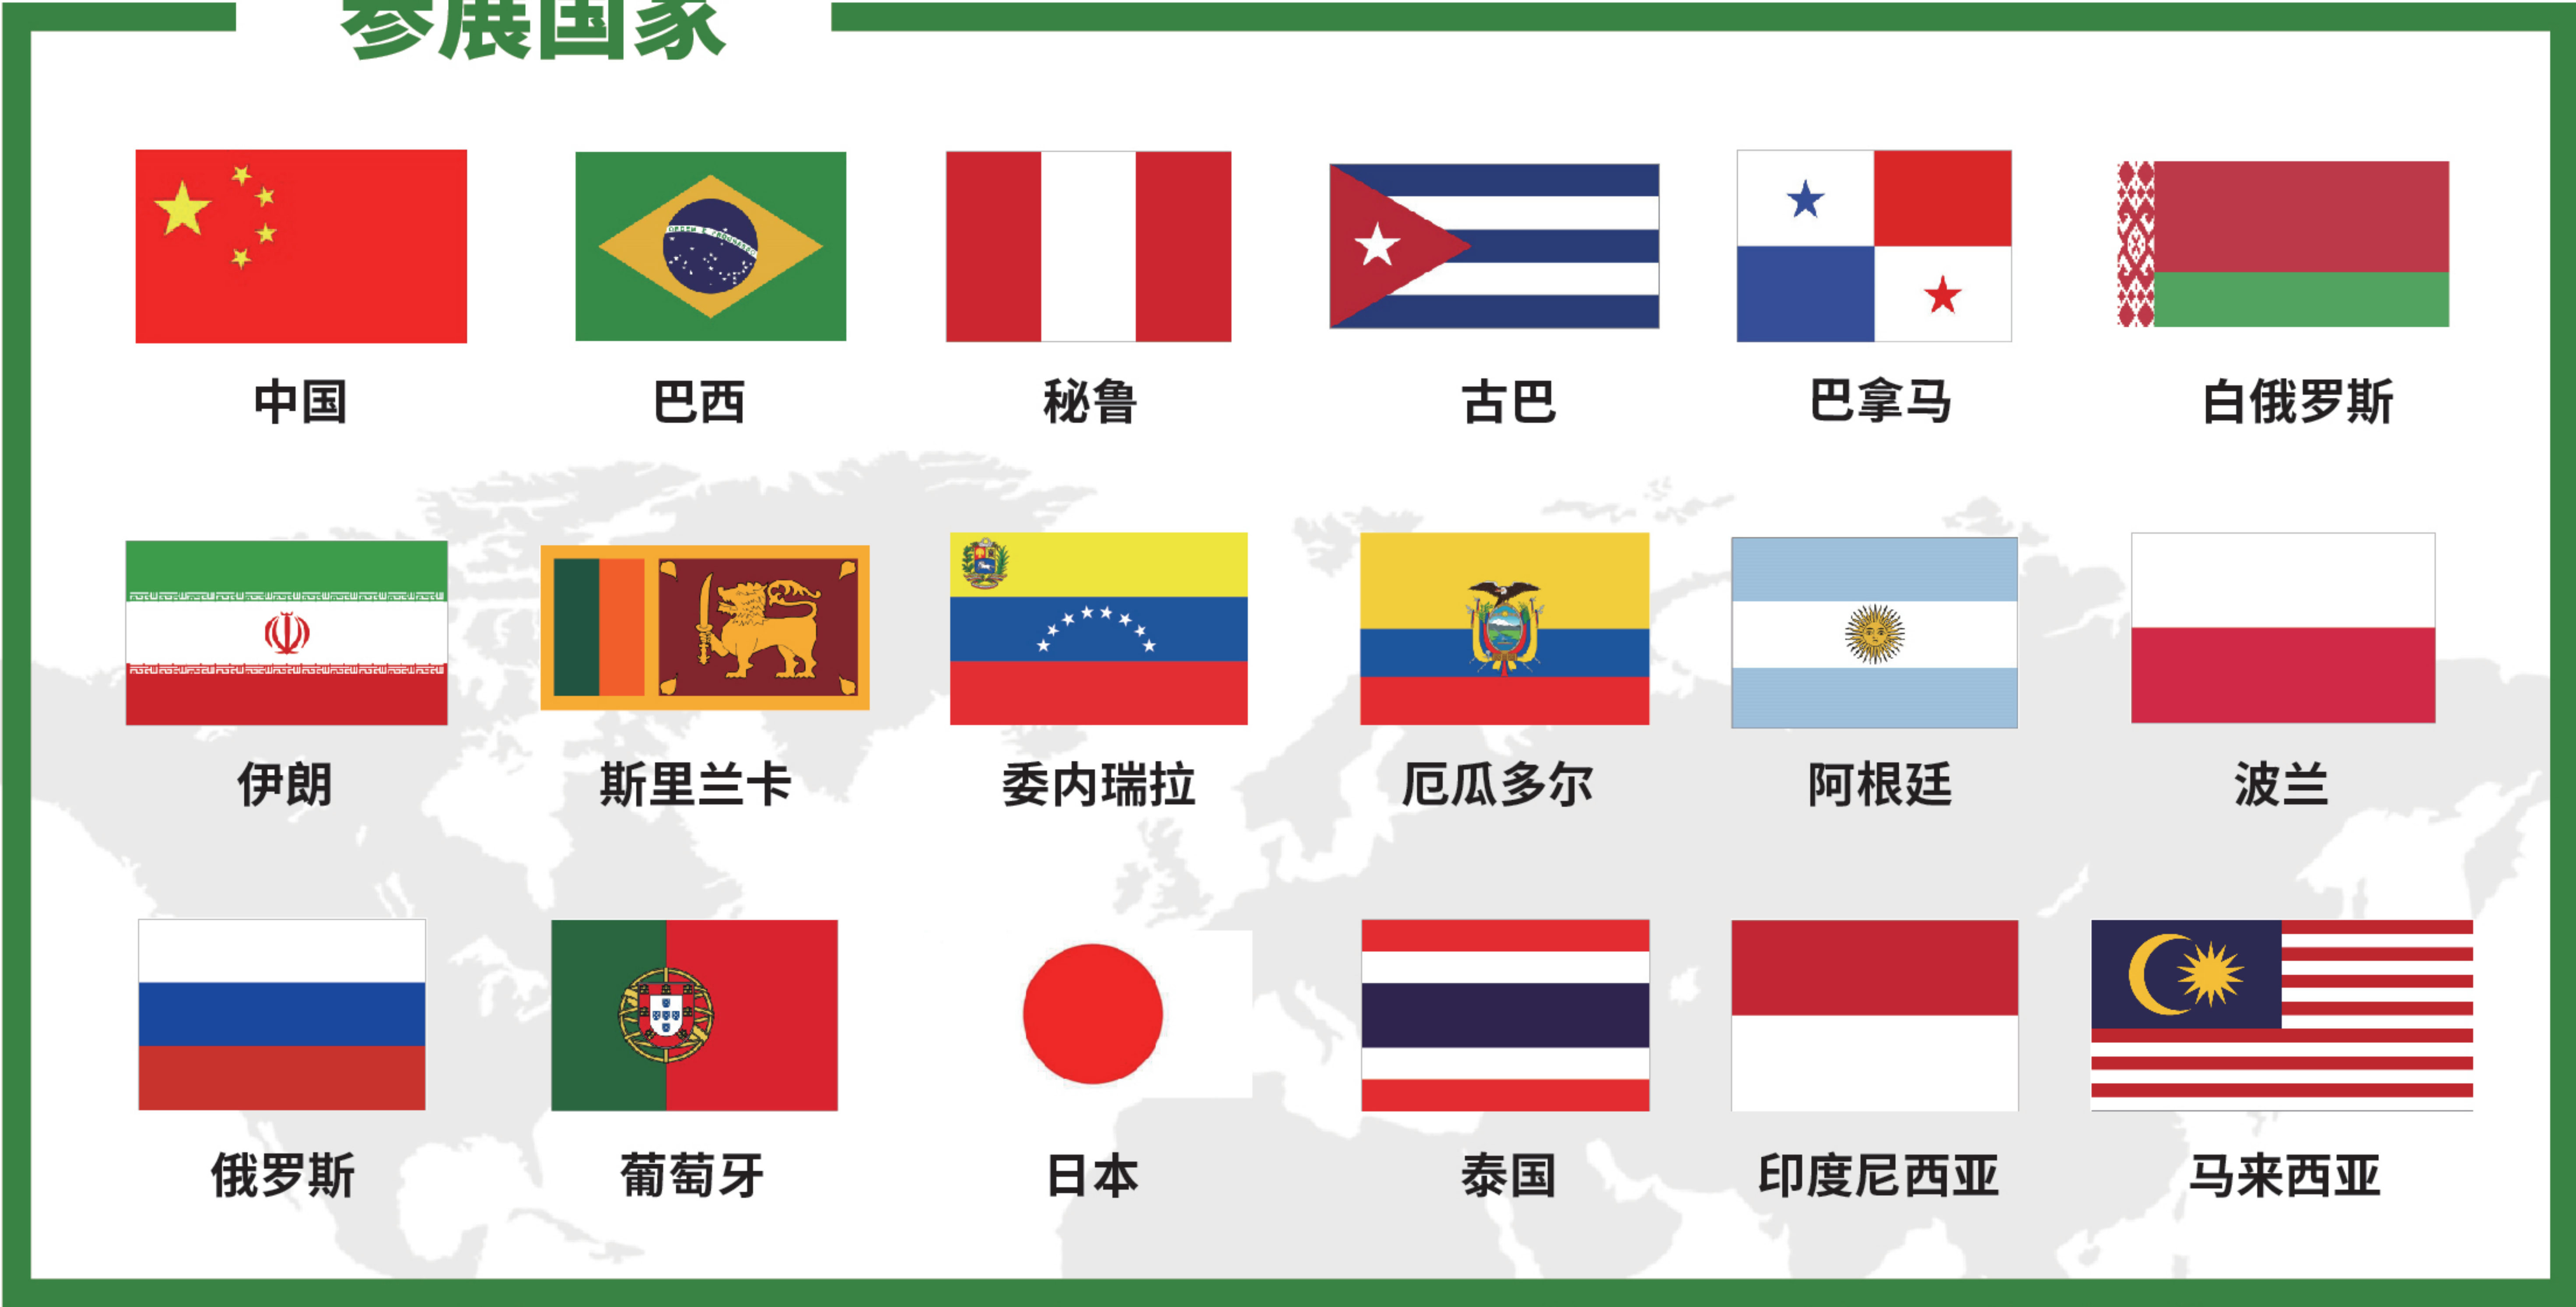 参展国家
中国 巴西 秘鲁 古巴 巴拿马 白俄罗斯
伊朗 斯里兰卡 委内瑞拉 厄瓜多尔 阿根廷 波兰
俄罗斯 葡萄牙 日本 泰国 印度尼西亚 马来西亚